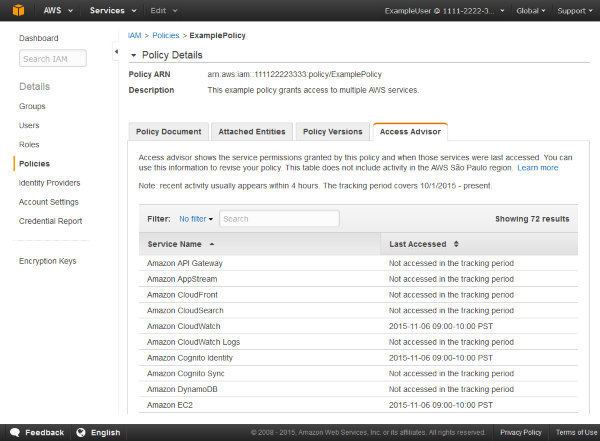 AWS Services Edit ExampleUser @ 1111-2222-3... Global Support
Dashboard
Search IAM
Details
Groups
Users
Roles
Policies
Identity Providers
Account Settings
Credential Report
Encryption Keys
IAM > Policies > ExamplePolicy
Policy Details
Policy ARN arn:aws:iam::111122223333:policy/ExamplePolicy
Description This example policy grants access to multiple AWS services.
Policy Document Attached Entities Policy Versions Access Advisor
Access advisor shows the service permissions granted by this policy and when those services were last accessed. You can
use this information to revise your policy. This table does not include activity in the AWS São Paulo region. Learn more
Note: recent activity usually appears within 4 hours. The tracking period covers 10/1/2015 - present.
Filter: No filter Search Showing 72 results
Service Name Last Accessed
Amazon API Gateway Not accessed in the tracking period
Amazon AppStream Not accessed in the tracking period
Amazon CloudFront Not accessed in the tracking period
Amazon CloudSearch Not accessed in the tracking period
Amazon CloudWatch 2015-11-06 09:00-10:00 PST
Amazon CloudWatch Logs Not accessed in the tracking period
Amazon Cognito Identity 2015-11-06 09:00-10:00 PST
Amazon Cognito Sync Not accessed in the tracking period
Amazon DynamoDB Not accessed in the tracking period
Amazon EC2 2015-11-06 09:00-10:00 PST
Feedback English © 2008 - 2015, Amazon Web Services, Inc. or its affiliates. All rights reserved. Privacy Policy Terms of Use